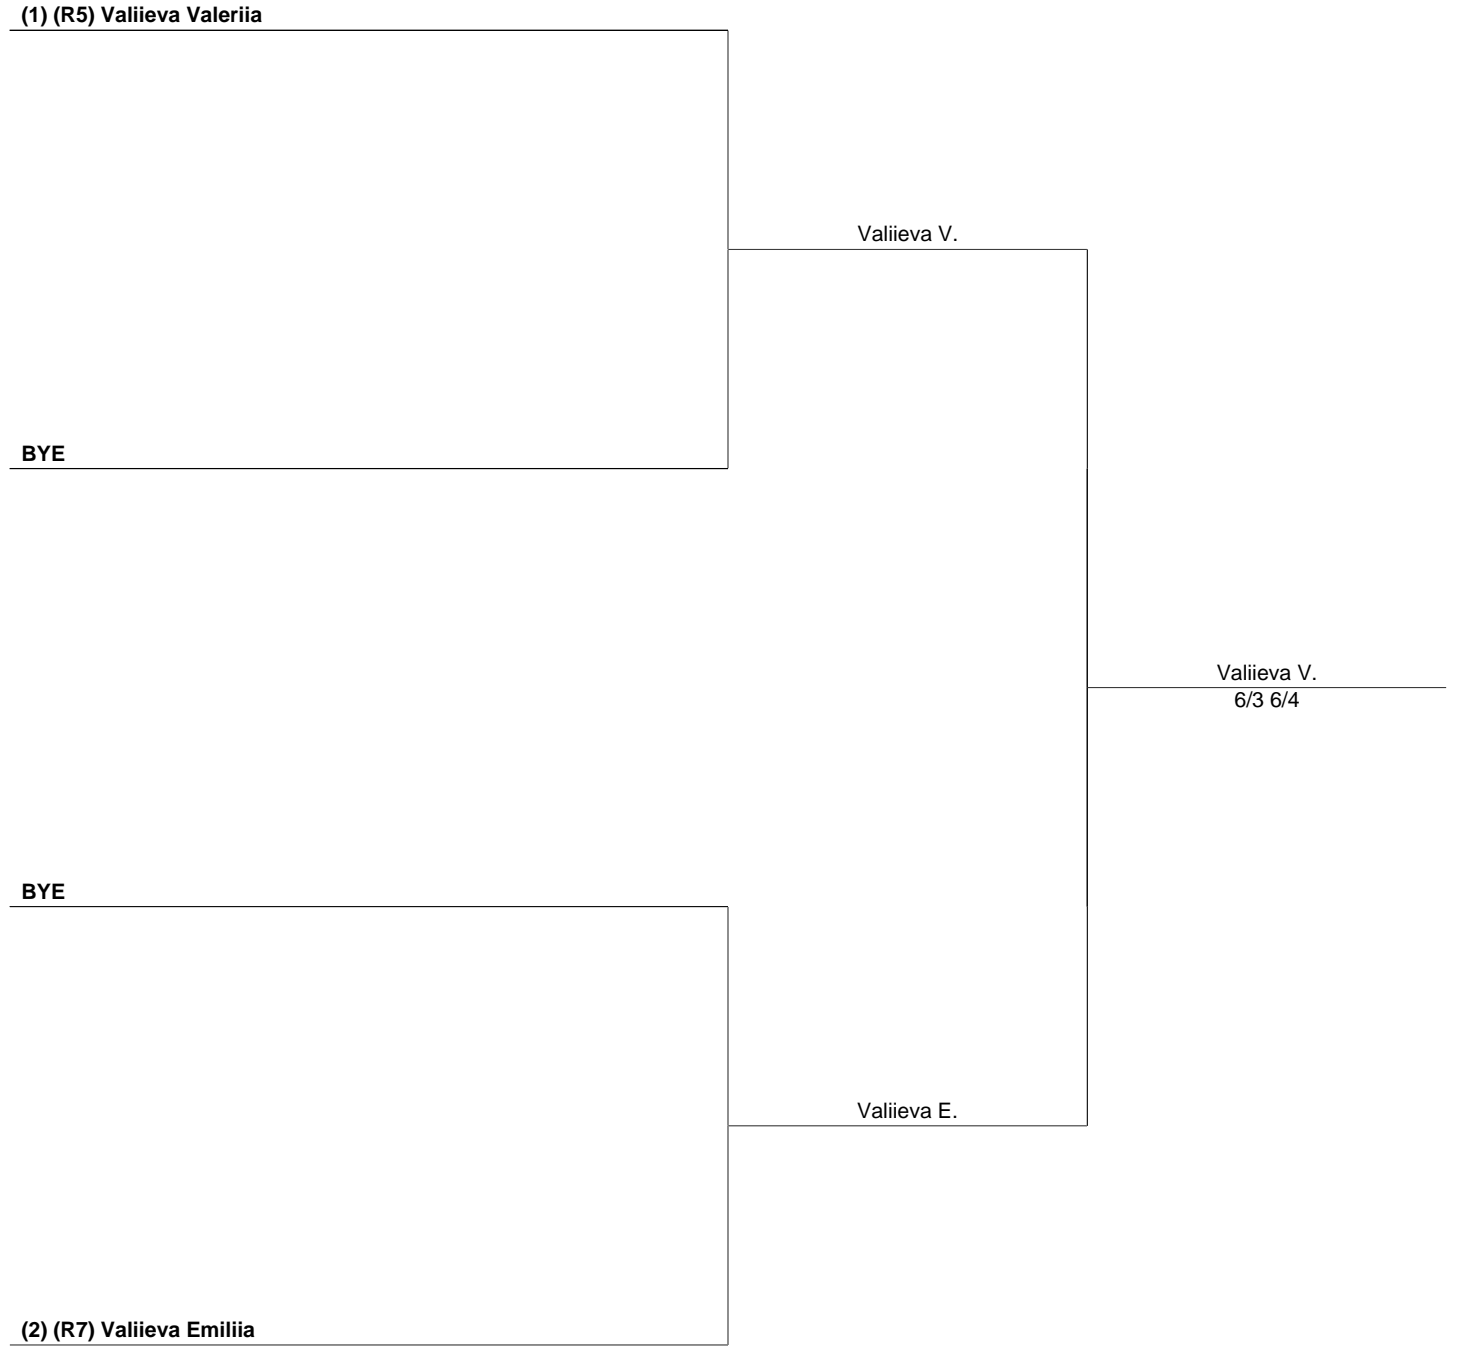 (1) (R5) Valiieva Valeriia
Valiieva V.
BYE
Valiieva V.
6/3 6/4
BYE
Valiieva E.
(2) (R7) Valiieva Emiliia